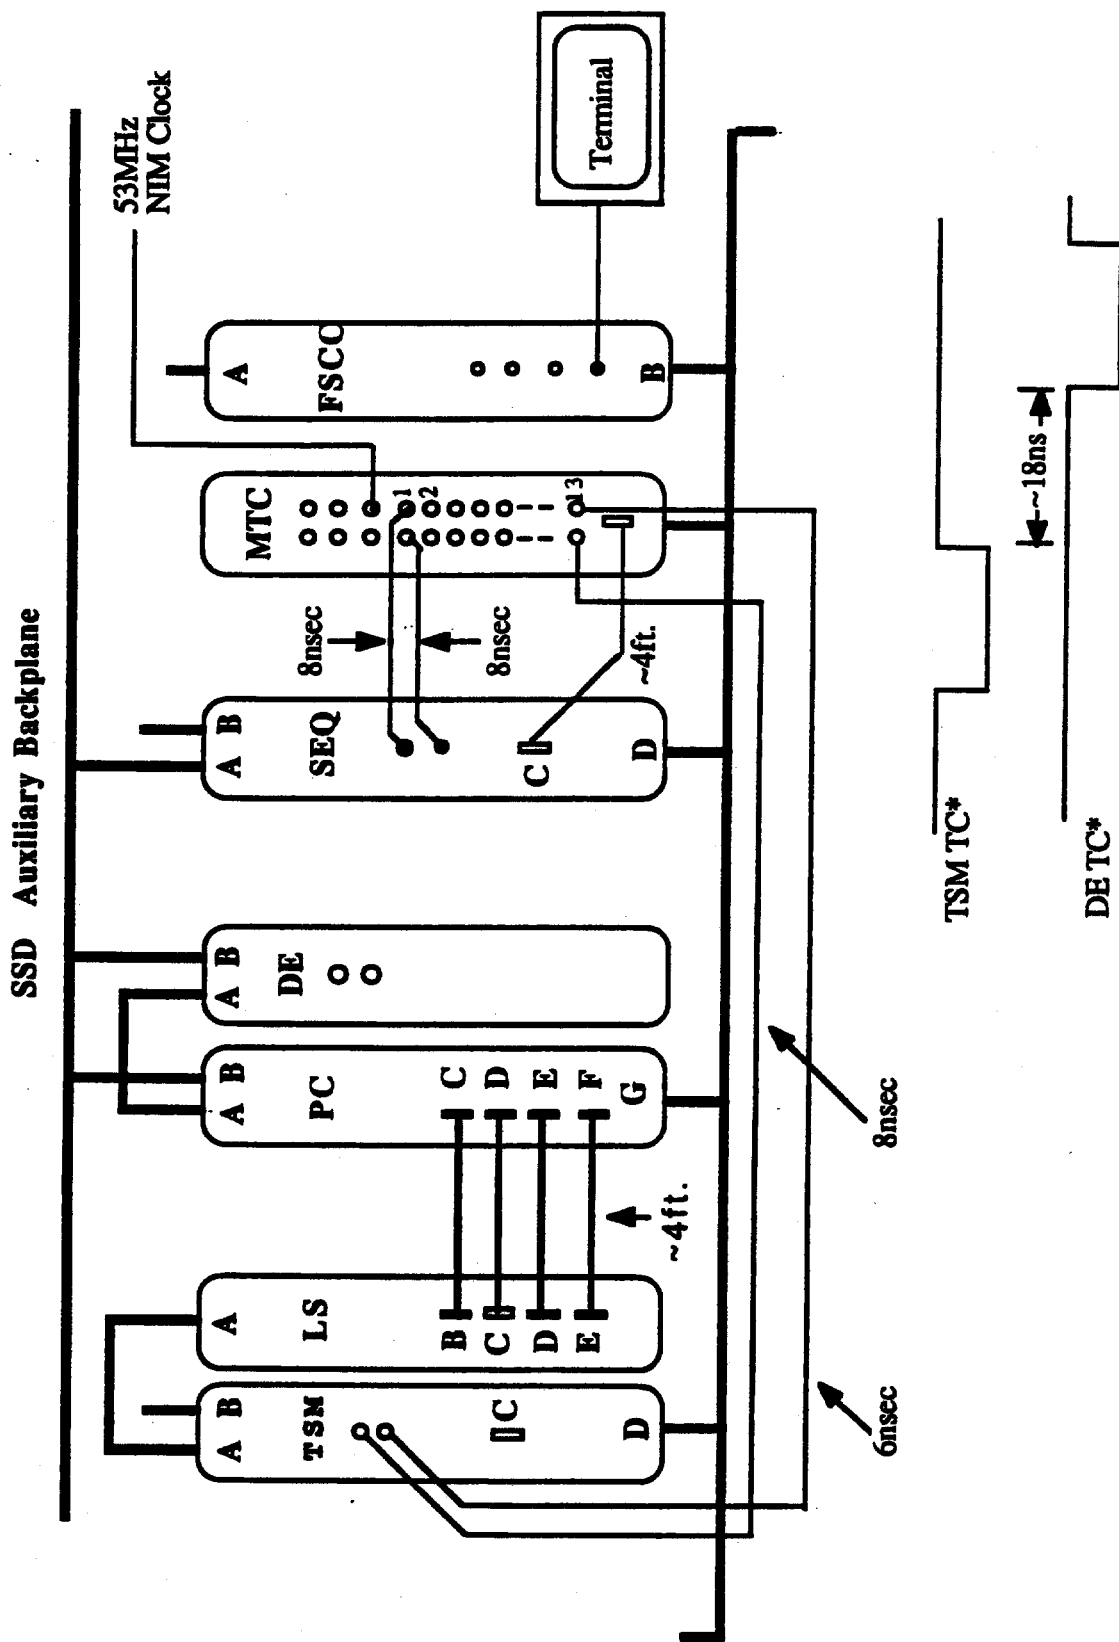 SSD Auxiliary Backplane
53MHz
NIM Clock
A B
TSM
C
D
A
LS
B
C
D
E
~4ft.
A B
PC
C
D
E
F
G
A B
DE
A B
SEQ
C
D
8nsec
8nsec
~4ft.
MTC
1
2
13
A
FSCC
B
Terminal
6nsec
8nsec
TSM TC*
~18ns
DE TC*